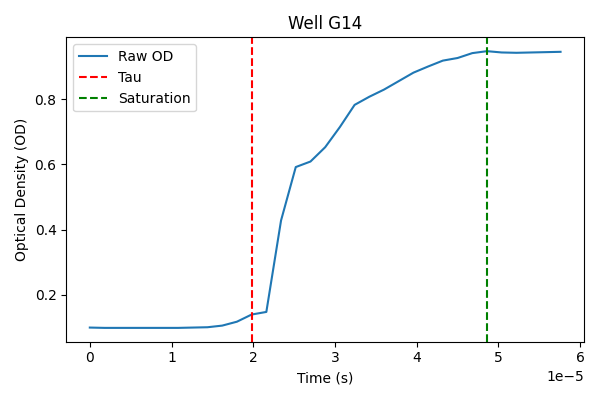 Well G14
Raw OD
Tau
Saturation
Optical Density (OD)
0.8
0.6
0.4
0.2
0 1 2 3 4 5 6
1e−5
Time (s)